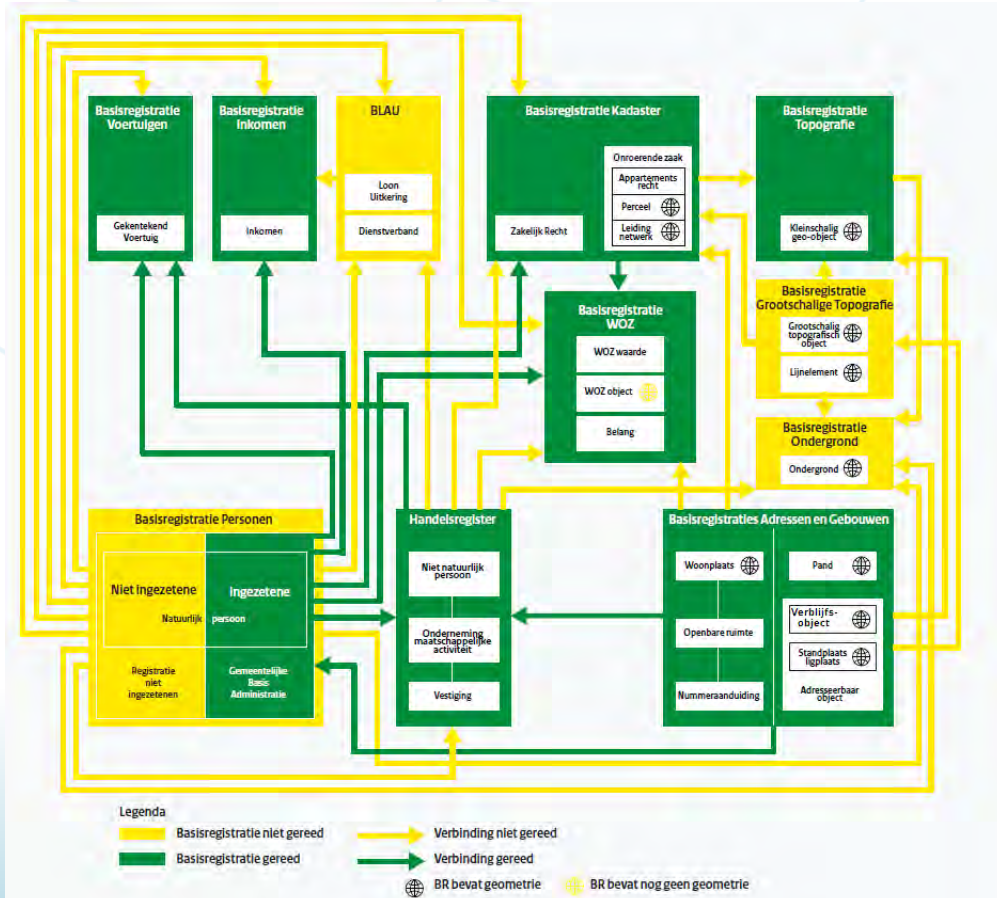 Basisregistratie
Voertuigen
Gekentekend
Voertuig
Basisregistratie
Inkomen
Inkomen
BLAU
Loon
Uitkering
Dienstverband
Basisregistratie Kadaster
Zakelijk Recht
Onroerende zaak
Appartements
recht
Perceel
Leiding
netwerk
Basisregistratie
Topografie
Kleinschalig
geo-object
Basisregistratie
Grootschalige Topografie
Grootschalig
topografisch
object
Lijnelement
Basisregistratie
WOZ
WOZ waarde
WOZ object
Belang
Basisregistratie
Ondergrond
Ondergrond
Basisregistratie Personen
Niet Ingezetene
Ingezetene
Natuurlijk persoon
Registratie
niet
ingezetenen
Gemeentelijke
Basis
Administratie
Handelsregister
Niet natuurlijk
persoon
Onderneming
maatschappelijke
activiteit
Vestiging
Basisregistraties Adressen en Gebouwen
Woonplaats
Openbare ruimte
Nummeraanduiding
Pand
Verblijfs-
object
Standplaats
ligplaats
Adresseerbaar
object
Legenda
Basisregistratie niet gereed
Verbinding niet gereed
Basisregistratie gereed
Verbinding gereed
BR bevat geometrie
BR bevat nog geen geometrie